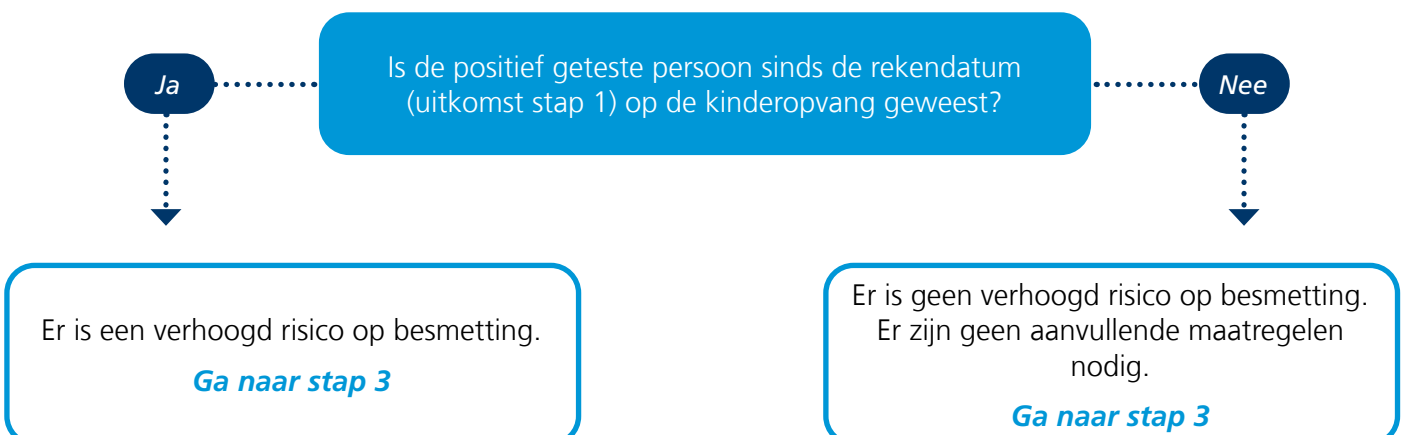 Is de positief geteste persoon sinds de rekendatum
(uitkomst stap 1) op de kinderopvang geweest?
Ja
Nee
Er is een verhoogd risico op besmetting.
Ga naar stap 3
Er is geen verhoogd risico op besmetting.
Er zijn geen aanvullende maatregelen
nodig.
Ga naar stap 3